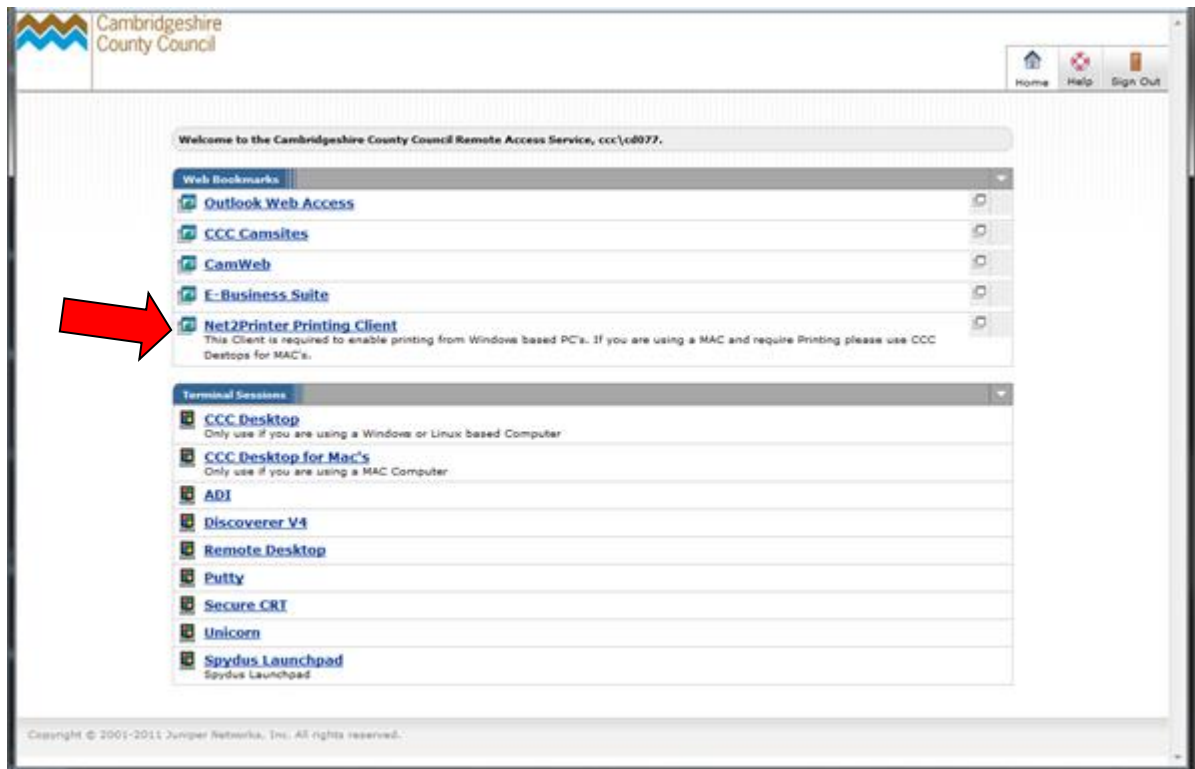 Cambridgeshire
County Council
Home Help Sign Out
Welcome to the Cambridgeshire County Council Remote Access Service, ccc\cd077.
Web Bookmarks
Outlook Web Access
CCC Camsites
CamWeb
E-Business Suite
Net2Printer Printing Client
This Client is required to enable printing from Windows based PC's. If you are using a MAC and require Printing please use CCC
Destops for MAC's.
Terminal Sessions
CCC Desktop
Only use if you are using a Windows or Linux based Computer
CCC Desktop for Mac's
Only use if you are using a MAC Computer
ADI
Discoverer V4
Remote Desktop
Putty
Secure CRT
Unicorn
Spydus Launchpad
Spydus Launchpad
Copyright © 2001-2011 Juniper Networks, Inc. All rights reserved.